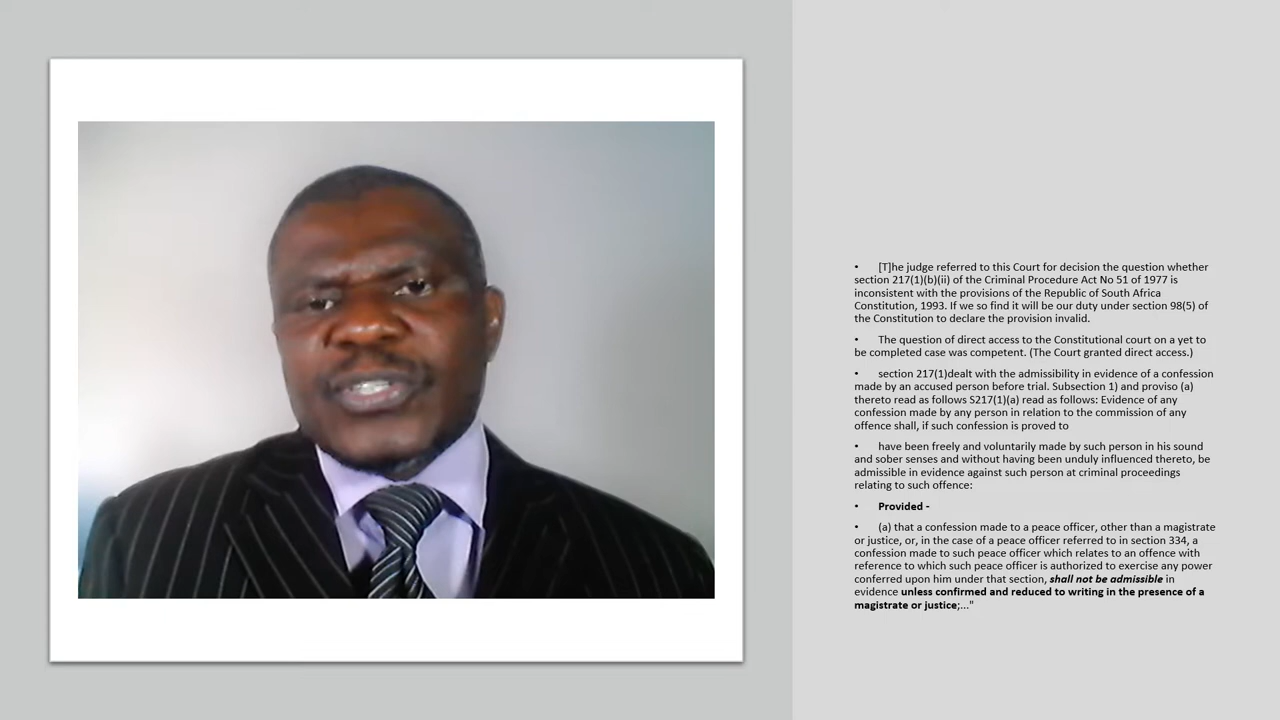 • [T]he judge referred to this Court for decision the question whether
section 217(1)(b)(ii) of the Criminal Procedure Act No 51 of 1977 is
inconsistent with the provisions of the Republic of South Africa
Constitution, 1993. If we so find it will be our duty under section 98(5) of
the Constitution to declare the provision invalid.
• The question of direct access to the Constitutional court on a yet to
be completed case was competent. (The Court granted direct access.)
• section 217(1)dealt with the admissibility in evidence of a confession
made by an accused person before trial. Subsection 1) and proviso (a)
thereto read as follows S217(1)(a) read as follows: Evidence of any
confession made by any person in relation to the commission of any
offence shall, if such confession is proved to
• have been freely and voluntarily made by such person in his sound
and sober senses and without having been unduly influenced thereto, be
admissible in evidence against such person at criminal proceedings
relating to such offence:
• Provided -
• (a) that a confession made to a peace officer, other than a magistrate
or justice, or, in the case of a peace officer referred to in section 334, a
confession made to such peace officer which relates to an offence with
reference to which such peace officer is authorized to exercise any power
conferred upon him under that section, shall not be admissible in
evidence unless confirmed and reduced to writing in the presence of a
magistrate or justice;..."